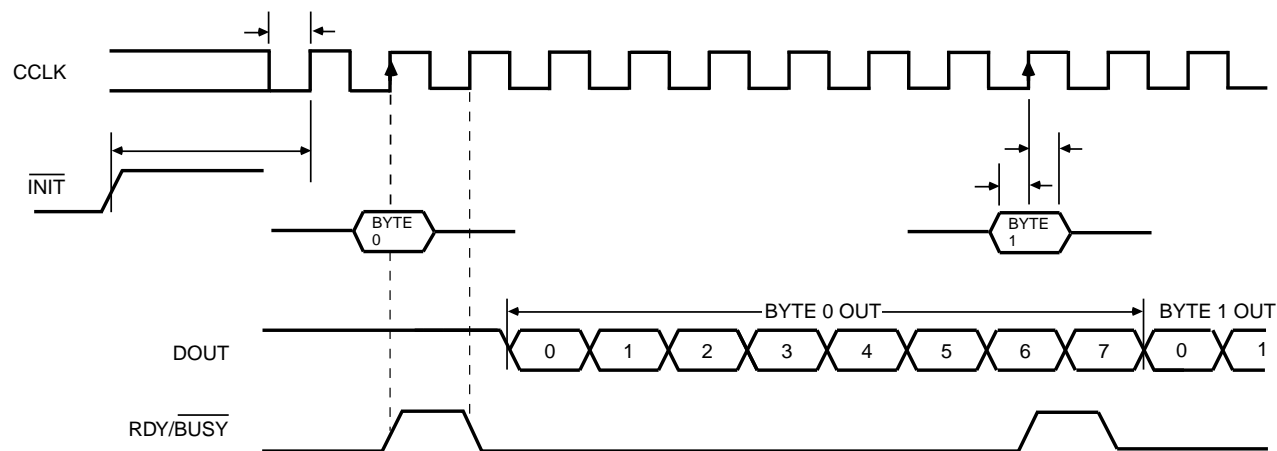 CCLK
INIT
BYTE
0
BYTE
1
BYTE 0 OUT
BYTE 1 OUT
DOUT
0 1 2 3 4 5 6 7 0 1
RDY/BUSY